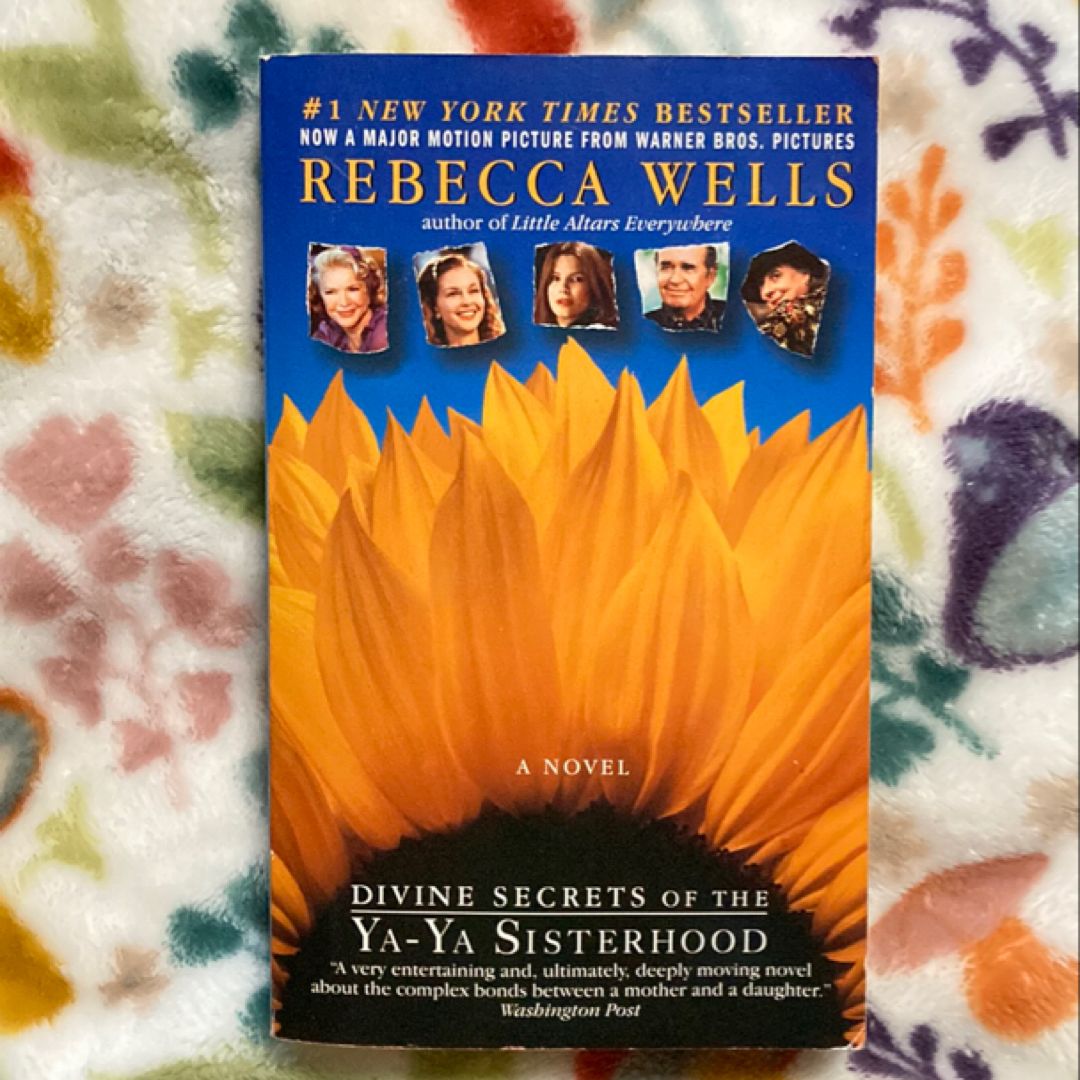 #1 NEW YORK TIMES BESTSELLER
NOW A MAJOR MOTION PICTURE FROM WARNER BROS. PICTURES
REBECCA WELLS
author of Little Altars Everywhere
A NOVEL
DIVINE SECRETS OF THE
YA-YA SISTERHOOD
"A very entertaining and, ultimately, deeply moving novel
about the complex bonds between a mother and a daughter."
Washington Post